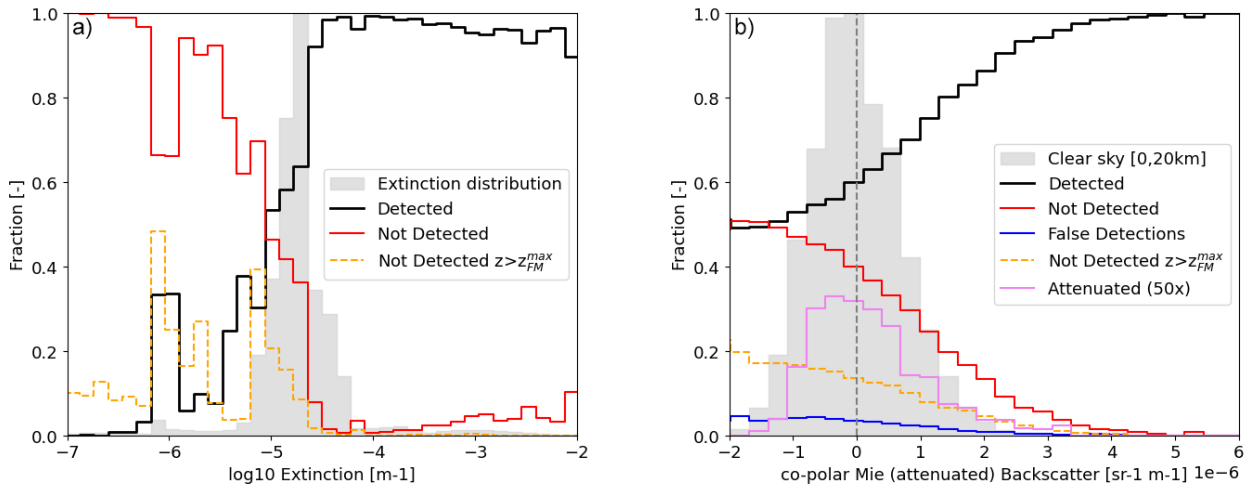 a)
Fraction [-]
1.0
0.8
0.6
0.4
0.2
0.0
Extinction distribution
Detected
Not Detected
Not Detected z>z_{FM}^{max}
-7 -6 -5 -4 -3 -2
log10 Extinction [m-1]
b)
Fraction [-]
1.0
0.8
0.6
0.4
0.2
0.0
Clear sky [0,20km]
Detected
Not Detected
False Detections
Not Detected z>z_{FM}^{max}
Attenuated (50x)
-2 -1 0 1 2 3 4 5 6
co-polar Mie (attenuated) Backscatter [sr-1 m-1] 1e−6